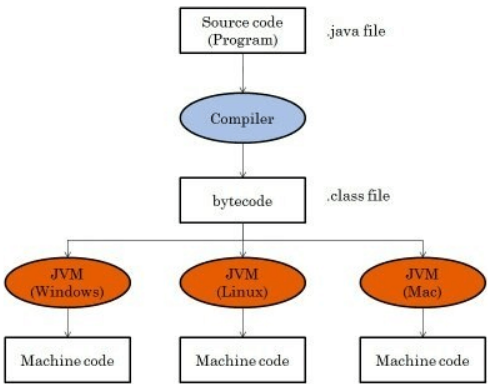 Source code
(Program)
.java file
Compiler
bytecode
.class file
JVM
(Windows)
JVM
(Linux)
JVM
(Mac)
Machine code
Machine code
Machine code